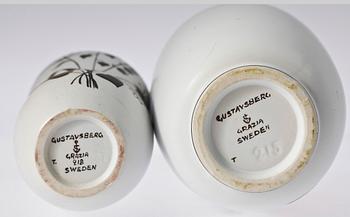 GUSTAVSBERG
GRAZIA
218
T. SWEDEN
GUSTAVSBERG
GRAZIA
SWEDEN
T 215